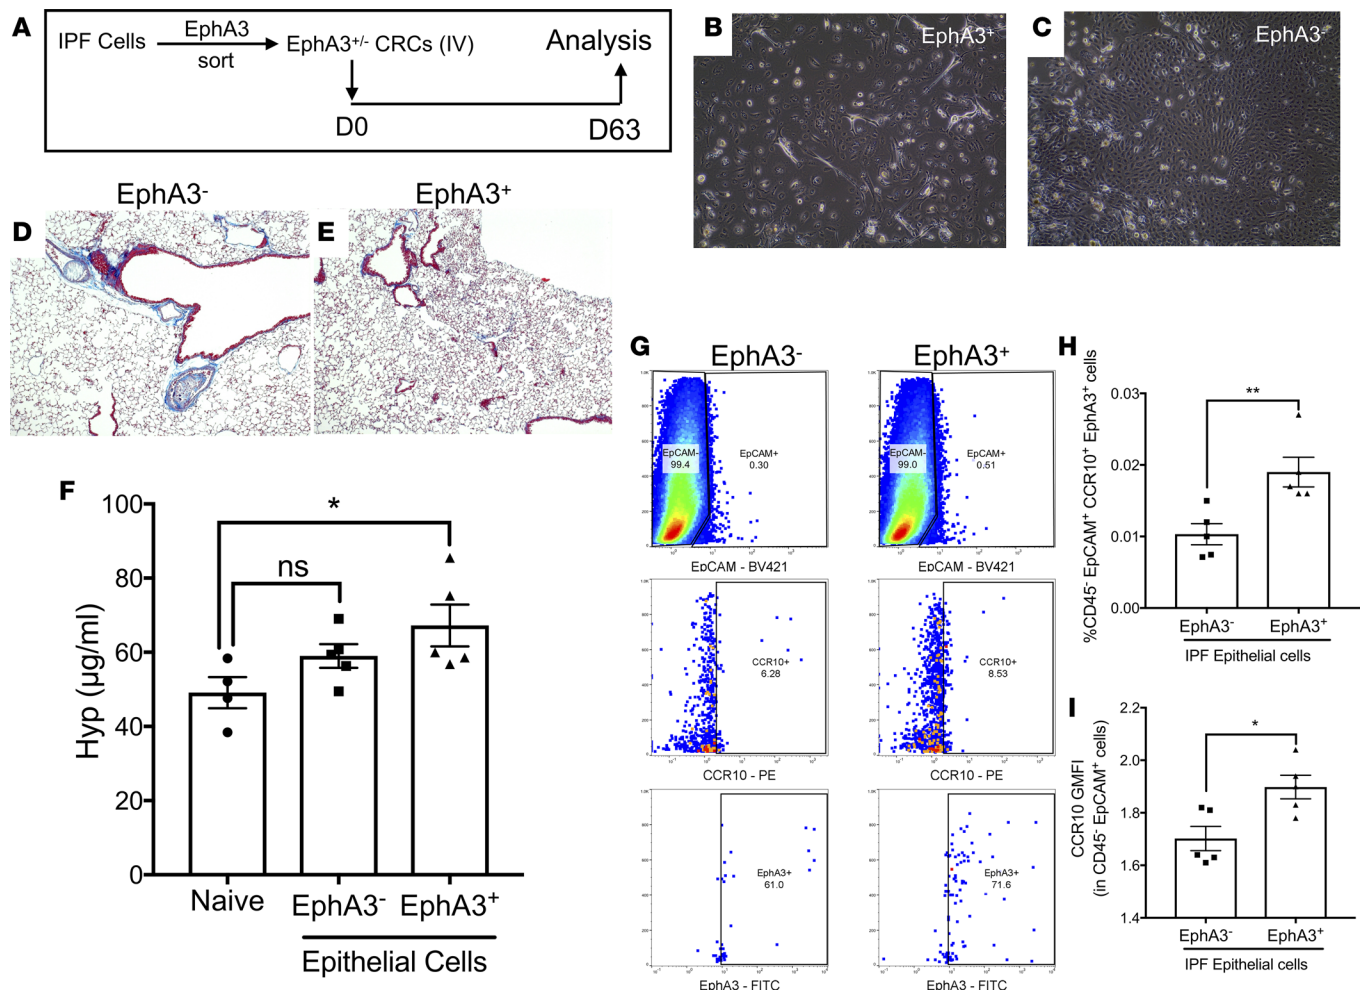 A
IPF Cells
EphA3
sort
EphA3+/- CRCs (IV)
Analysis
D0
D63
B
EphA3+
C
EphA3-
EphA3-
EphA3+
D
E
F
Hyp (µg/ml)
100
80
60
40
20
0
*
ns
Naive
EphA3-
EphA3+
Epithelial Cells
G
EphA3-
EphA3+
EpCAM-
99.4
EpCAM+
0.30
EpCAM-
99.0
EpCAM+
0.51
EpCAM - BV421
EpCAM - BV421
CCR10+
6.28
CCR10+
8.53
CCR10 - PE
CCR10 - PE
EphA3+
61.0
EphA3+
71.6
EphA3 - FITC
EphA3 - FITC
H
%CD45- EpCAM+ CCR10+ EphA3+ cells
0.03
0.02
0.01
0.00
**
EphA3-
EphA3+
IPF Epithelial cells
I
CCR10 GMFI
(in CD45- EpCAM+ cells)
2.2
2.0
1.8
1.6
1.4
*
EphA3-
EphA3+
IPF Epithelial cells